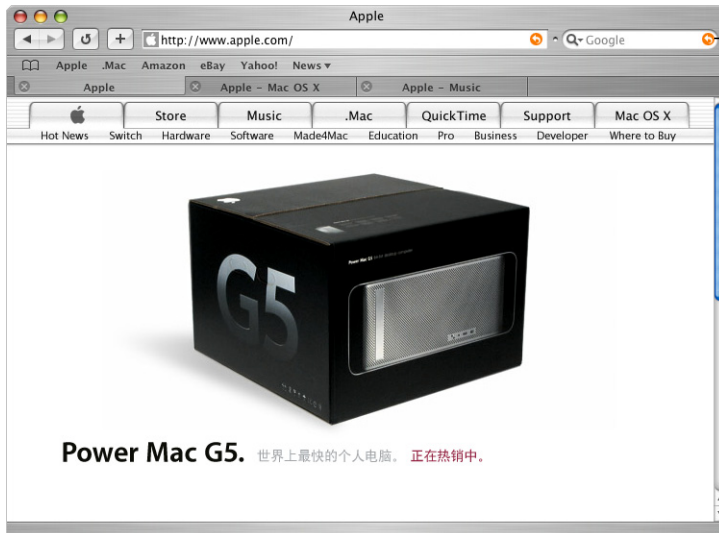 Apple
http://www.apple.com/
Google
Apple .Mac Amazon eBay Yahoo! News
Apple Apple – Mac OS X Apple – Music
Store Music .Mac QuickTime Support Mac OS X
Hot News Switch Hardware Software Made4Mac Education Pro Business Developer Where to Buy
G5
Power Mac G5
Power Mac G5. 世界上最快的个人电脑。 正在热销中。